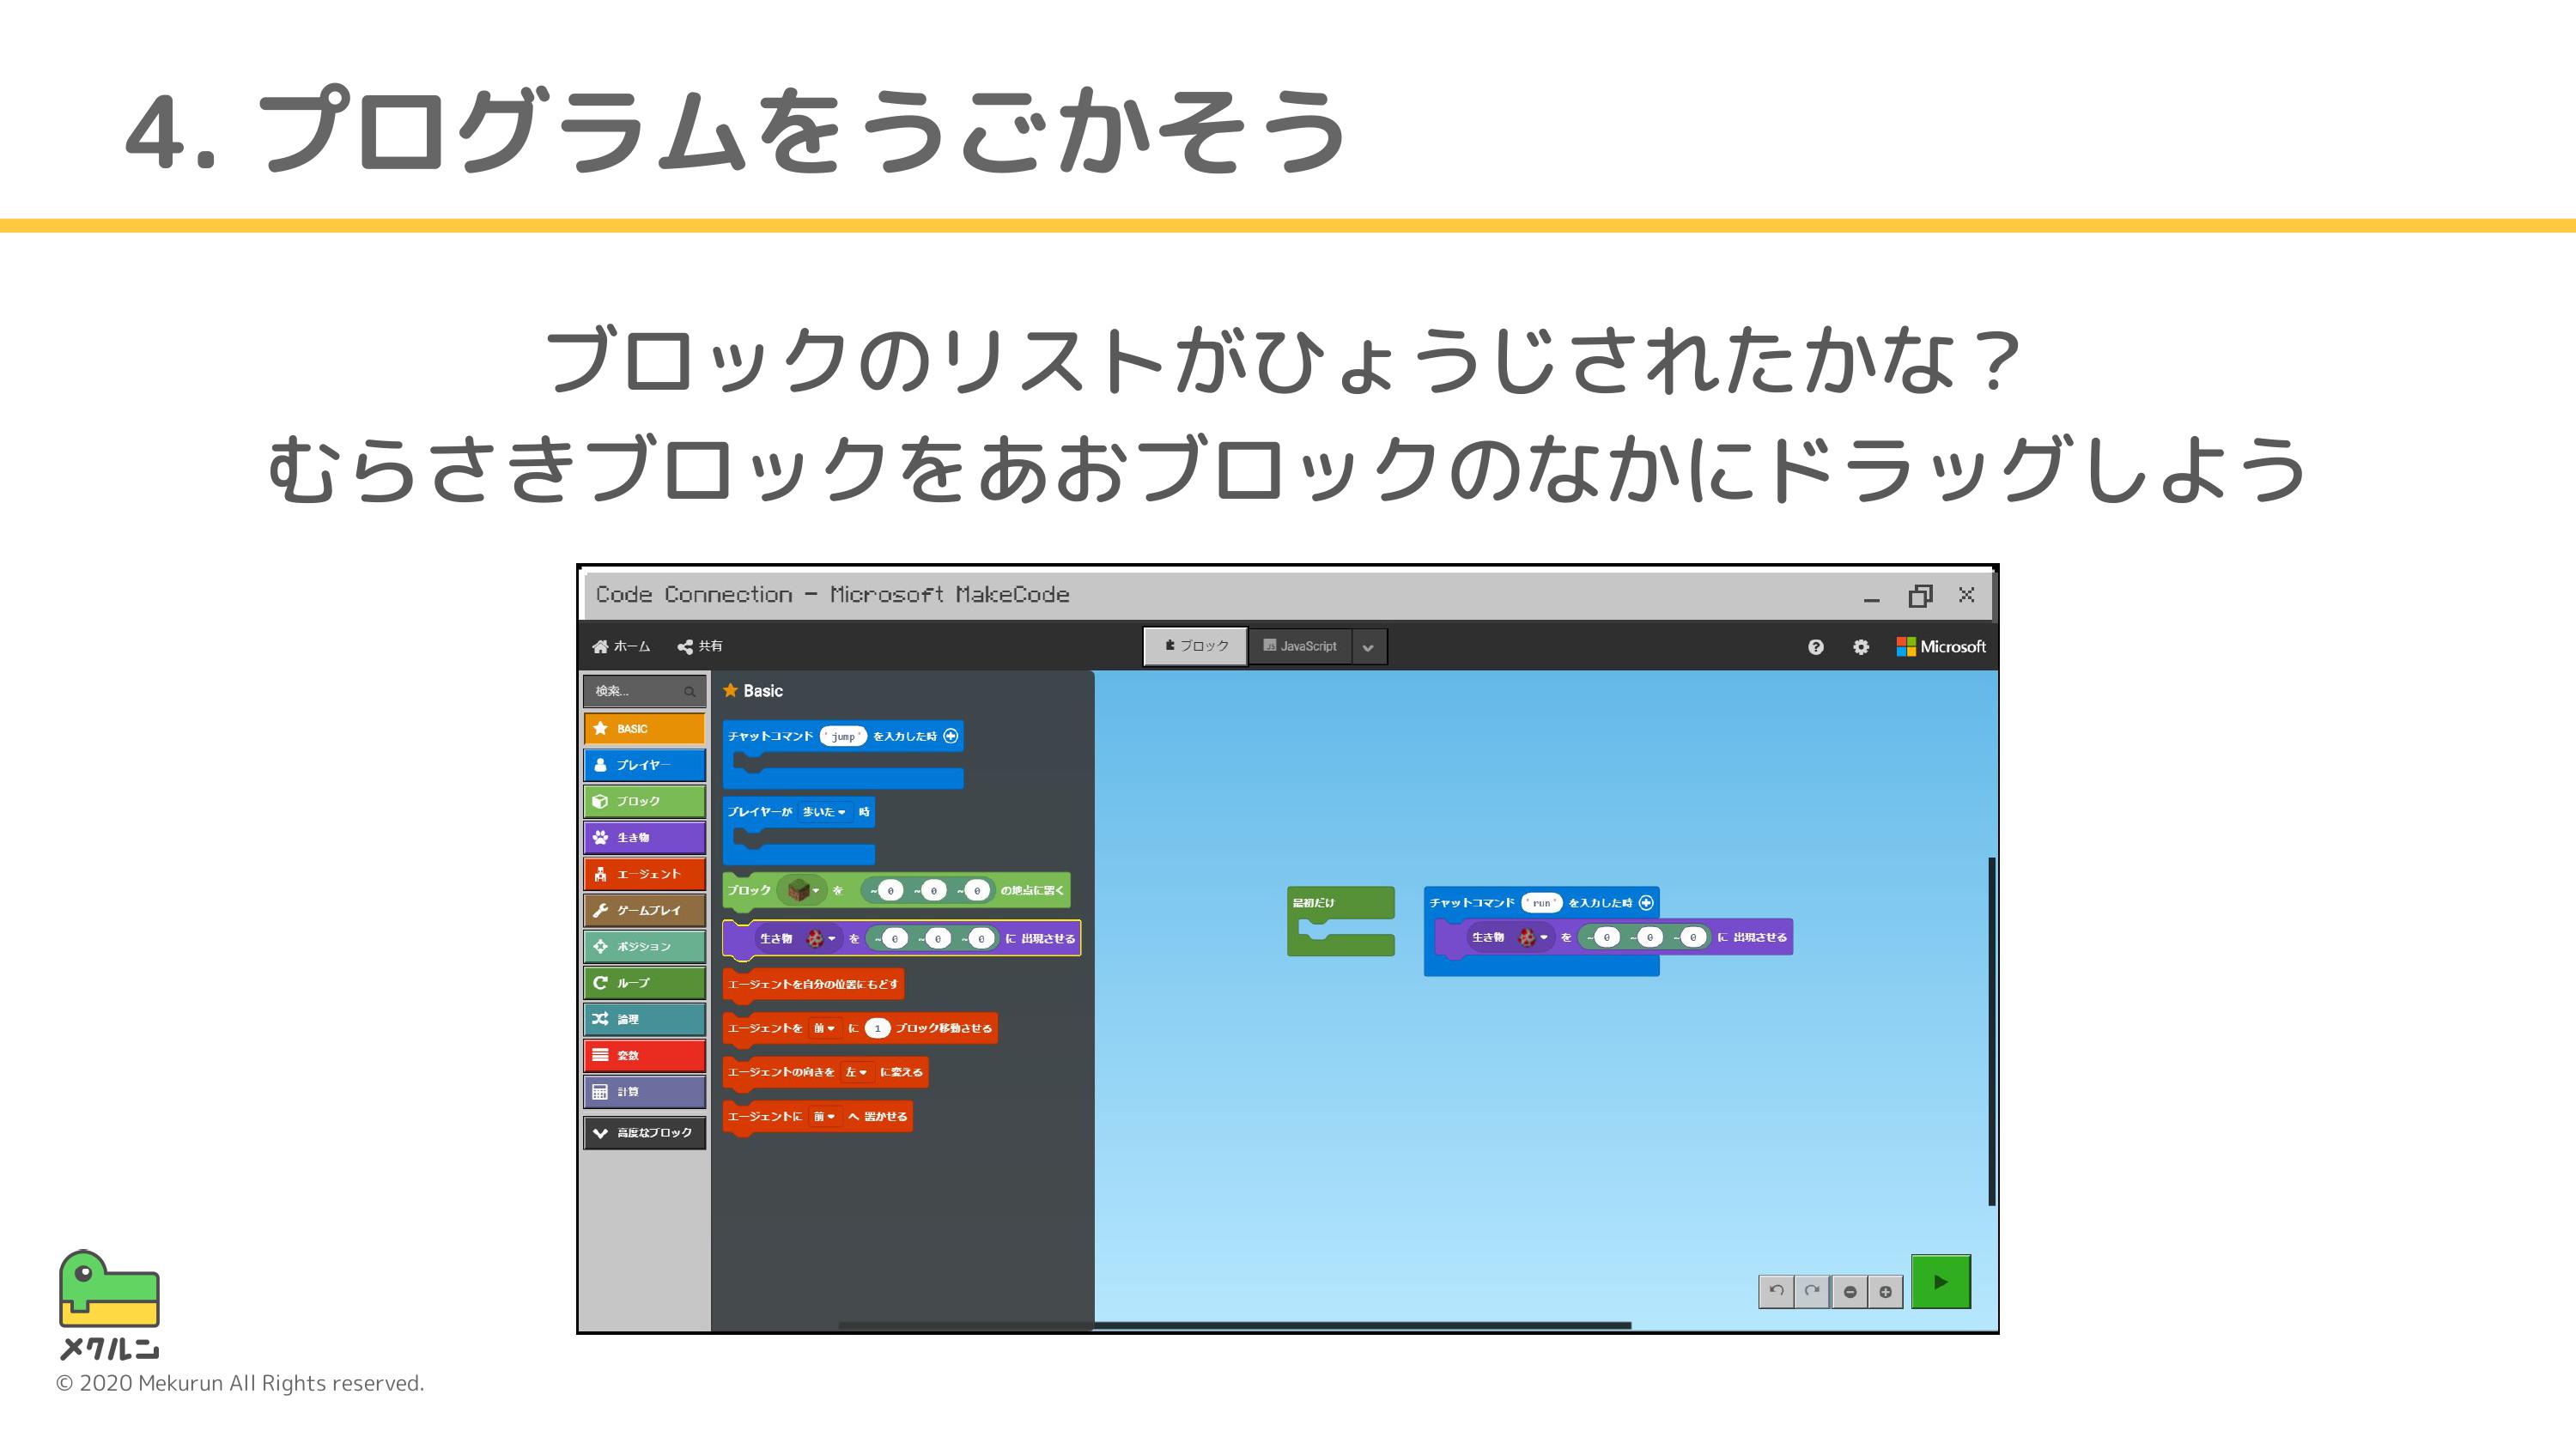 4. プログラムをうごかそう
ブロックのリストがひょうじされたかな？
むらさきブロックをあおブロックのなかにドラッグしよう
Code Connection - Microsoft MakeCode
ホーム 共有 ブロック JavaScript Microsoft
検索...
BASIC
プレイヤー
ブロック
生き物
エージェント
ゲームプレイ
ポジション
ループ
論理
変数
計算
高度なブロック
Basic
チャットコマンド "jump" を入力した時
プレイヤーが 歩いた 時
ブロック を ~0 ~0 ~0 の地点に置く
生き物 を ~0 ~0 ~0 に 出現させる
エージェントを自分の位置にもどす
エージェントを 前 に 1 ブロック移動させる
エージェントの向きを 左 に変える
エージェントに 前 へ 置かせる
最初だけ
チャットコマンド "run" を入力した時
生き物 を ~0 ~0 ~0 に 出現させる
メクルン
© 2020 Mekurun All Rights reserved.